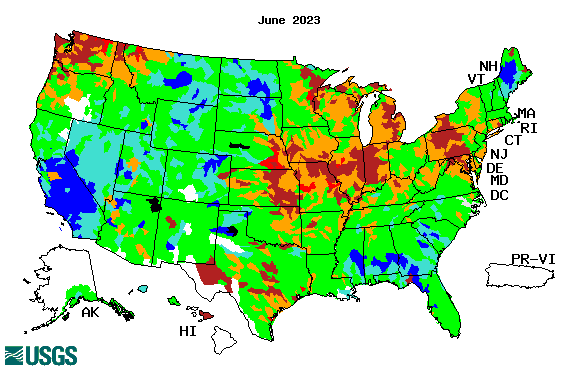 June 2023
NH
VT
MA
RI
CT
NJ
DE
MD
DC
PR-VI
AK
HI
USGS